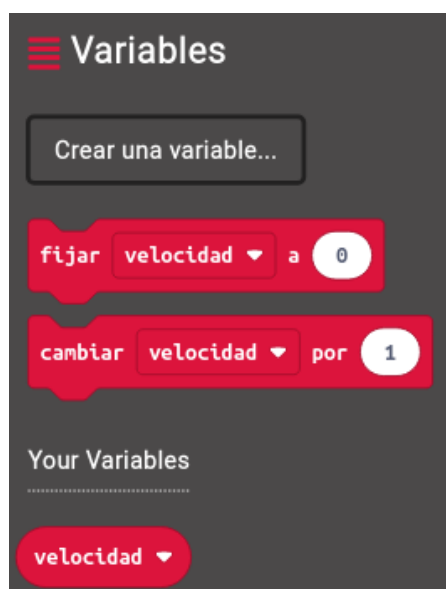 Variables
Crear una variable...
fijar velocidad a 0
cambiar velocidad por 1
Your Variables
velocidad